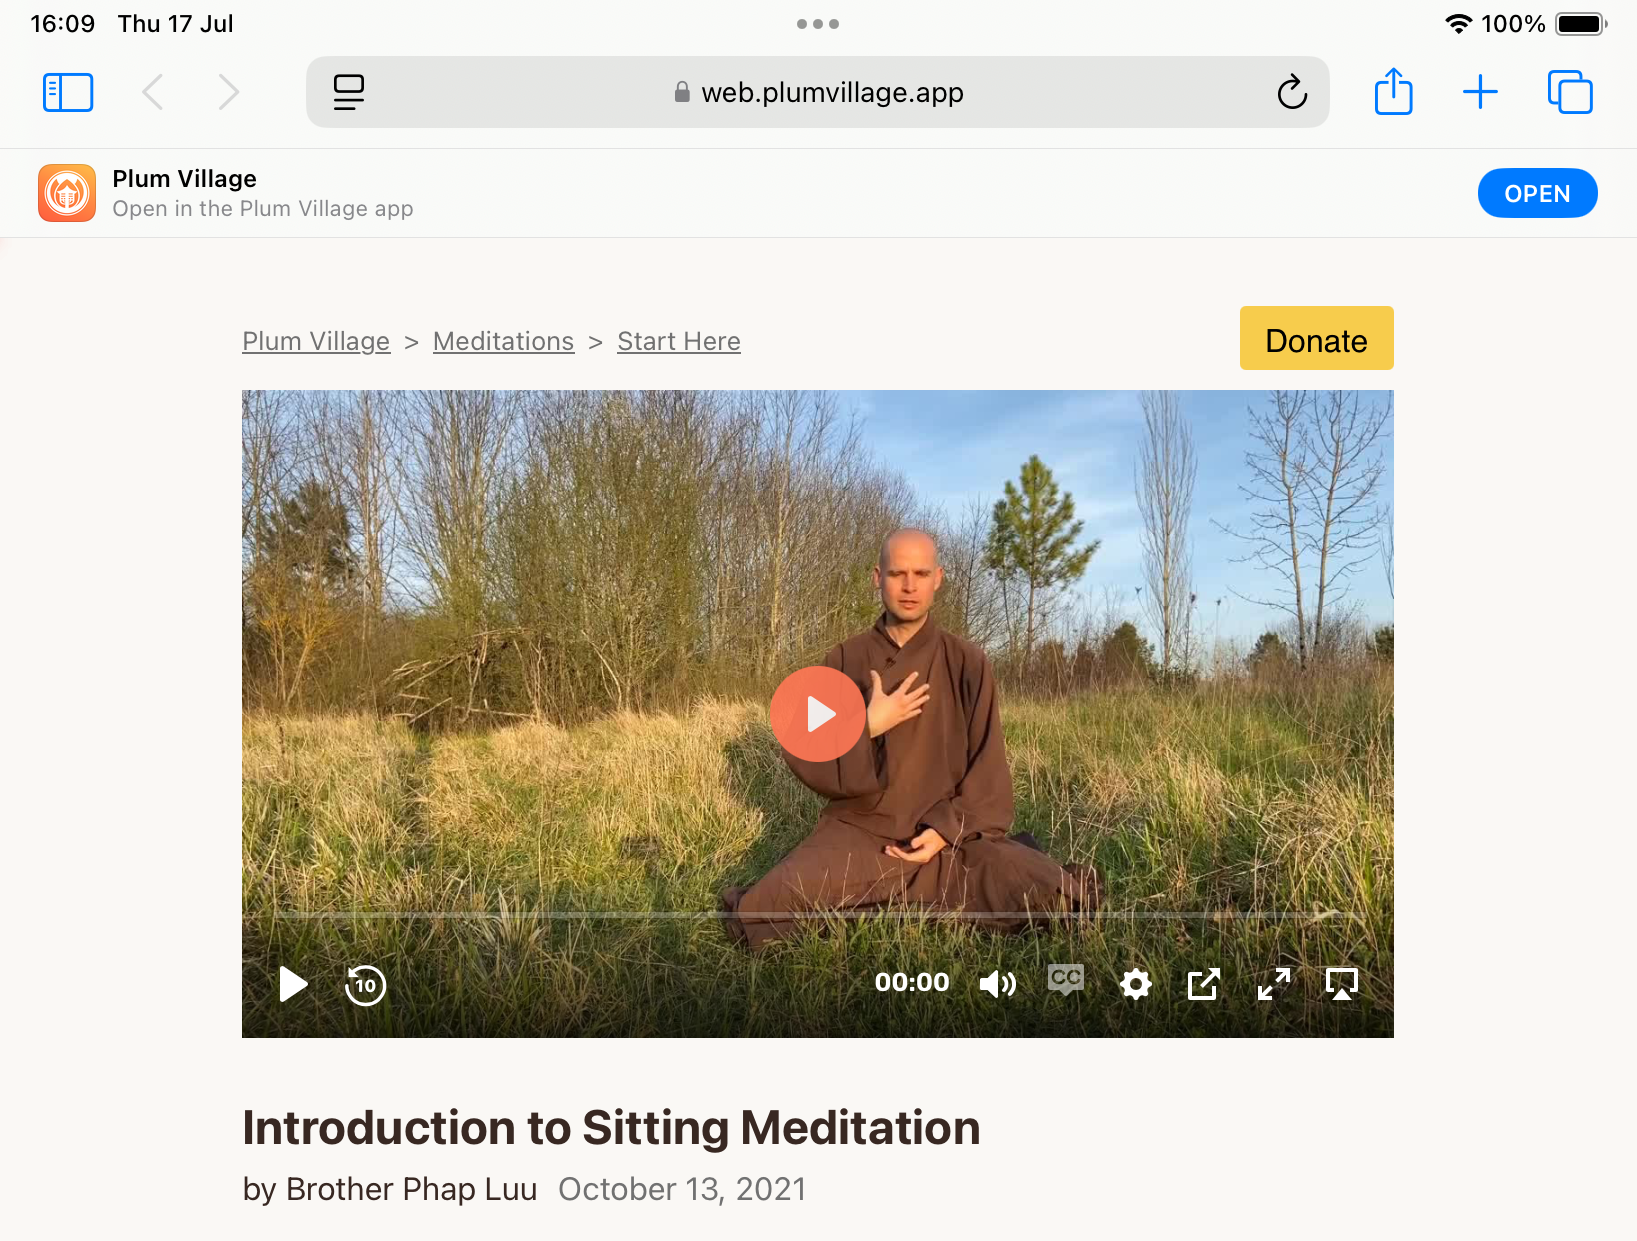 16:09 Thu 17 Jul
100%
web.plumvillage.app
Plum Village
Open in the Plum Village app
OPEN
Plum Village > Meditations > Start Here
Donate
10
00:00
CC
Introduction to Sitting Meditation
by Brother Phap Luu October 13, 2021